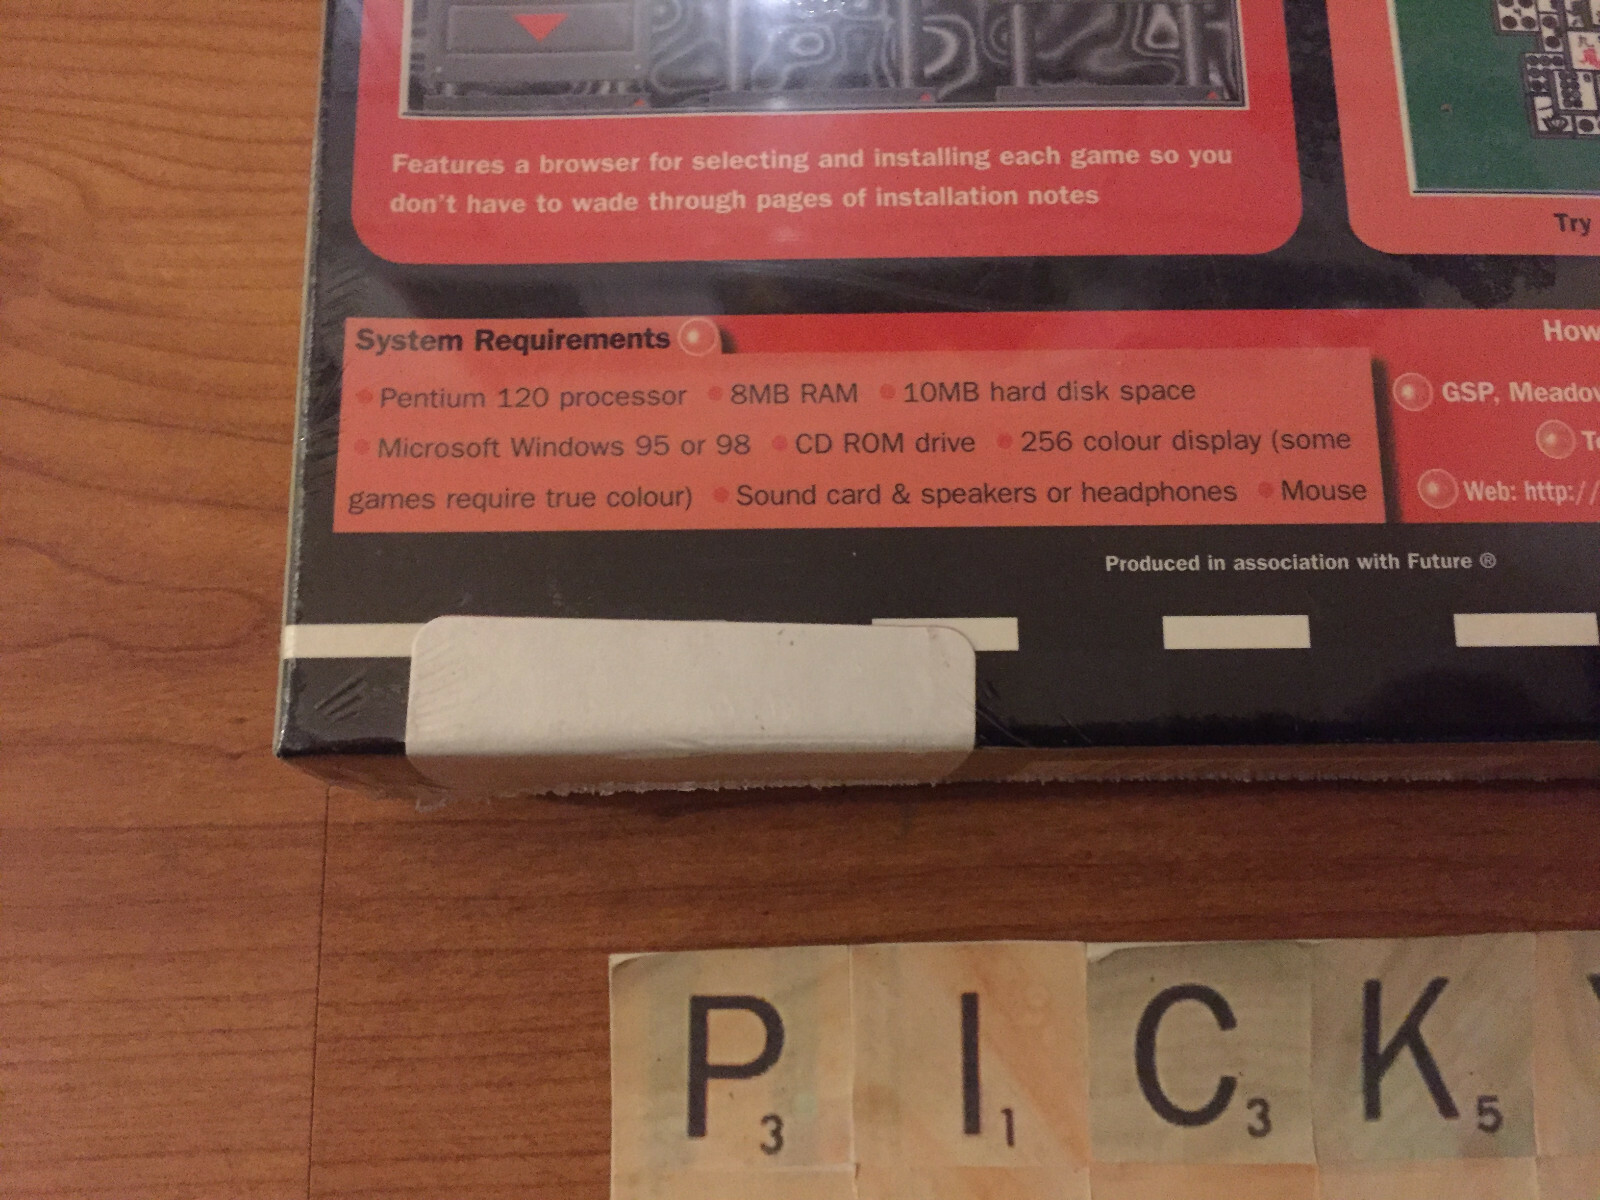 Features a browser for selecting and installing each game so you
don't have to wade through pages of installation notes
Try
System Requirements
Pentium 120 processor 8MB RAM 10MB hard disk space
Microsoft Windows 95 or 98 CD ROM drive 256 colour display (some
games require true colour) Sound card & speakers or headphones Mouse
How
GSP,
Web: http://
Produced in association with Future ®
P3 I1 C3 K5